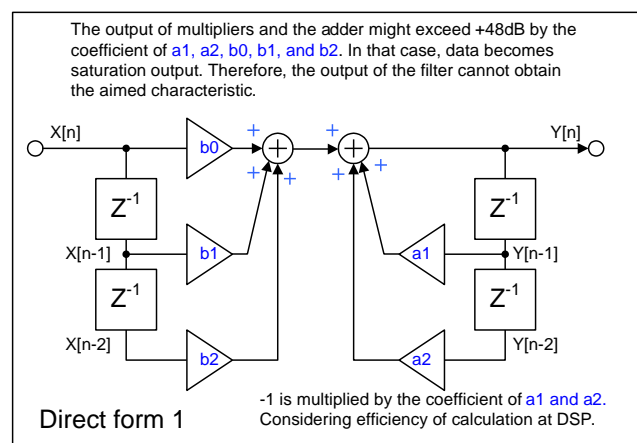 The output of multipliers and the adder might exceed +48dB by the
coefficient of a1, a2, b0, b1, and b2. In that case, data becomes
saturation output. Therefore, the output of the filter cannot obtain
the aimed characteristic.
X[n]
b0
+
+
+
+
+
+
+
+
Y[n]
Z-1
Z-1
X[n-1]
b1
a1
Y[n-1]
Z-1
Z-1
X[n-2]
b2
a2
Y[n-2]
-1 is multiplied by the coefficient of a1 and a2.
Considering efficiency of calculation at DSP.
Direct form 1